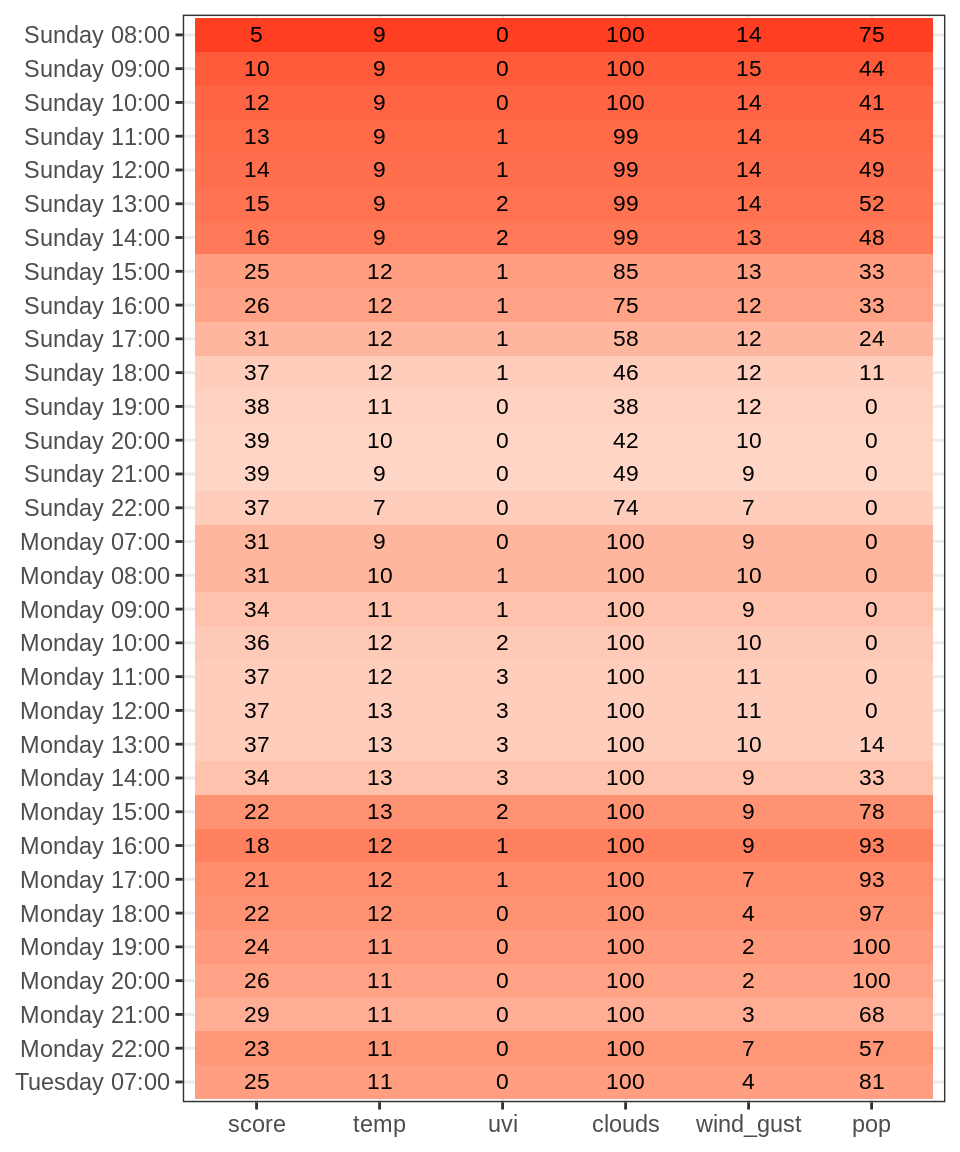 Sunday 08:00 5 9 0 100 14 75
Sunday 09:00 10 9 0 100 15 44
Sunday 10:00 12 9 0 100 14 41
Sunday 11:00 13 9 1 99 14 45
Sunday 12:00 14 9 1 99 14 49
Sunday 13:00 15 9 2 99 14 52
Sunday 14:00 16 9 2 99 13 48
Sunday 15:00 25 12 1 85 13 33
Sunday 16:00 26 12 1 75 12 33
Sunday 17:00 31 12 1 58 12 24
Sunday 18:00 37 12 1 46 12 11
Sunday 19:00 38 11 0 38 12 0
Sunday 20:00 39 10 0 42 10 0
Sunday 21:00 39 9 0 49 9 0
Sunday 22:00 37 7 0 74 7 0
Monday 07:00 31 9 0 100 9 0
Monday 08:00 31 10 1 100 10 0
Monday 09:00 34 11 1 100 9 0
Monday 10:00 36 12 2 100 10 0
Monday 11:00 37 12 3 100 11 0
Monday 12:00 37 13 3 100 11 0
Monday 13:00 37 13 3 100 10 14
Monday 14:00 34 13 3 100 9 33
Monday 15:00 22 13 2 100 9 78
Monday 16:00 18 12 1 100 9 93
Monday 17:00 21 12 1 100 7 93
Monday 18:00 22 12 0 100 4 97
Monday 19:00 24 11 0 100 2 100
Monday 20:00 26 11 0 100 2 100
Monday 21:00 29 11 0 100 3 68
Monday 22:00 23 11 0 100 7 57
Tuesday 07:00 25 11 0 100 4 81
score temp uvi clouds wind_gust pop